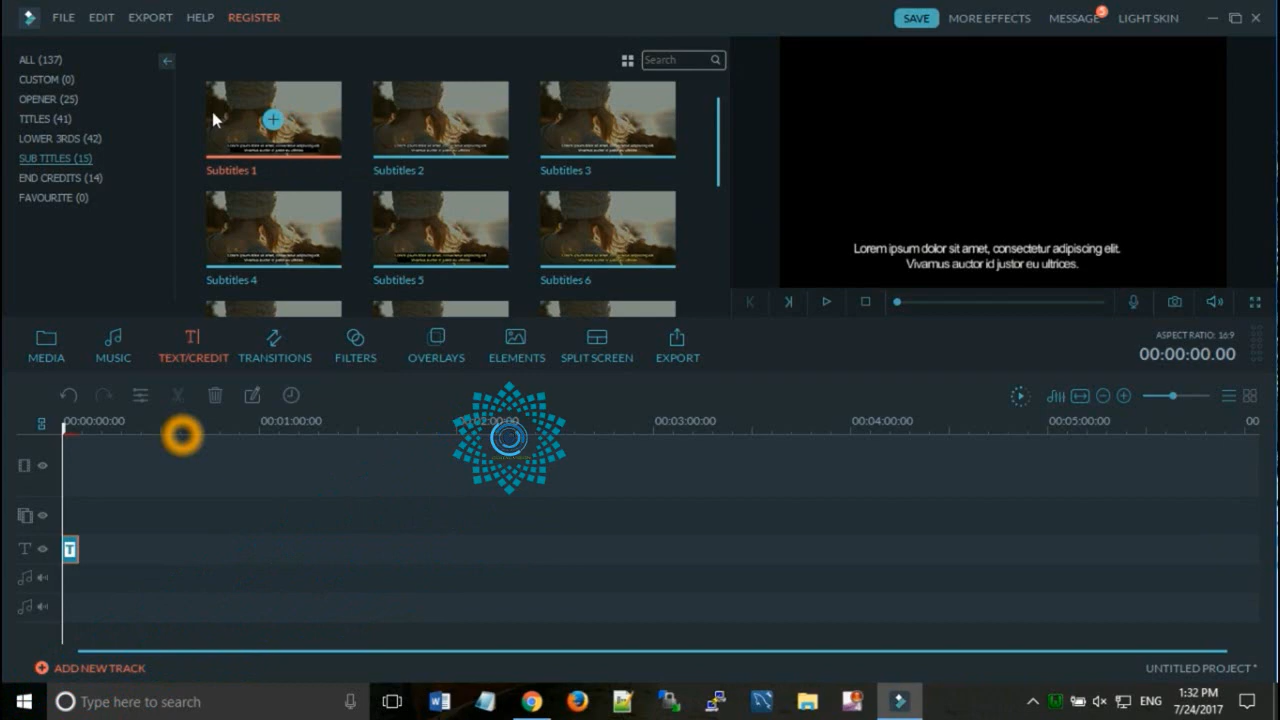 FILE EDIT EXPORT HELP REGISTER
SAVE MORE EFFECTS MESSAGE LIGHT SKIN
ALL (137)
CUSTOM (0)
OPENER (25)
TITLES (41)
LOWER 3RDS (42)
SUB TITLES (15)
END CREDITS (14)
FAVOURITE (0)
Search
Subtitles 1 Subtitles 2 Subtitles 3
Subtitles 4 Subtitles 5 Subtitles 6
Lorem ipsum dolor sit amet, consectetur adipiscing elit.
Vivamus auctor id justor eu ultrices.
MEDIA MUSIC TEXT/CREDIT TRANSITIONS FILTERS OVERLAYS ELEMENTS SPLIT SCREEN EXPORT
ASPECT RATIO: 16:9
00:00:00.00
00:00:00:00 00:01:00:00 00:02:00:00 00:03:00:00 00:04:00:00 00:05:00:00 00
T
T
ADD NEW TRACK
UNTITLED PROJECT *
Type here to search
ENG
1:32 PM
7/24/2017